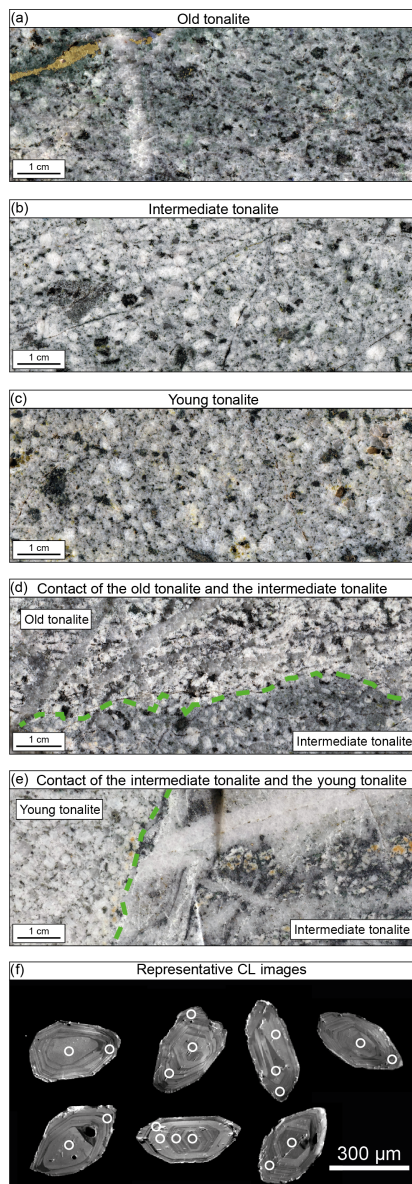 (a) Old tonalite
1 cm
(b) Intermediate tonalite
1 cm
(c) Young tonalite
1 cm
(d) Contact of the old tonalite and the intermediate tonalite
Old tonalite
1 cm
Intermediate tonalite
(e) Contact of the intermediate tonalite and the young tonalite
Young tonalite
1 cm
Intermediate tonalite
(f) Representative CL images
300 µm